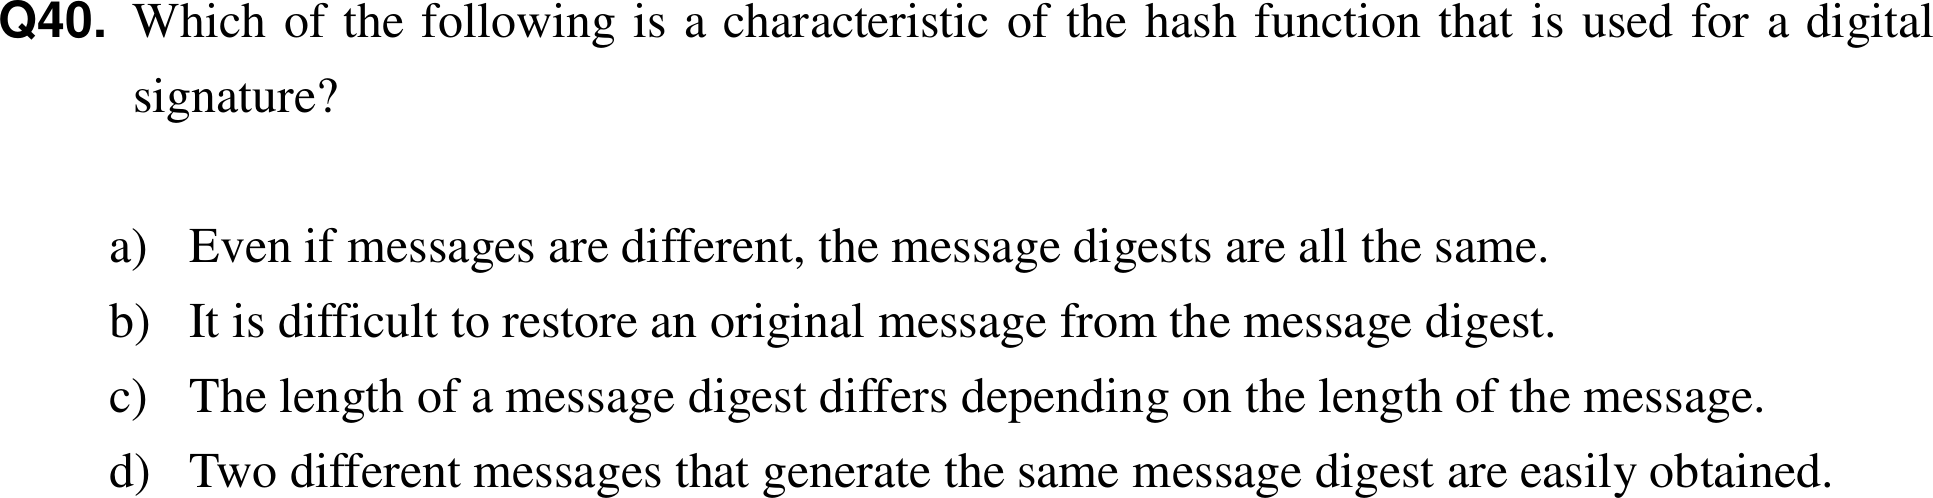 Q40. Which of the following is a characteristic of the hash function that is used for a digital
signature?
a) Even if messages are different, the message digests are all the same.
b) It is difficult to restore an original message from the message digest.
c) The length of a message digest differs depending on the length of the message.
d) Two different messages that generate the same message digest are easily obtained.